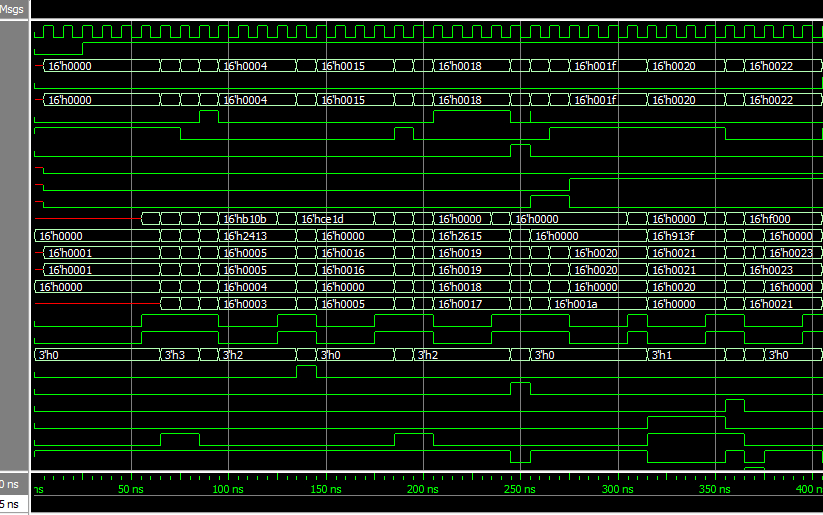 Msgs
16'h0000 16'h0004 16'h0015 16'h0018 16'h001f 16'h0020 16'h0022
16'h0000 16'h0004 16'h0015 16'h0018 16'h001f 16'h0020 16'h0022
16'hb10b 16'hce1d 16'h0000 16'h0000 16'h0000 16'hf000
16'h0000 16'h2413 16'h0000 16'h2615 16'h0000 16'h913f 16'h0000
16'h0001 16'h0005 16'h0016 16'h0019 16'h0020 16'h0021 16'h0023
16'h0001 16'h0005 16'h0016 16'h0019 16'h0000 16'h0021 16'h0023
16'h0000 16'h0004 16'h0000 16'h0018 16'h0000 16'h0020 16'h0000
16'h0003 16'h0005 16'h0017 16'h001a 16'h0000 16'h0021
3'h0 3'h3 3'h2 3'h0 3'h2 3'h0 3'h1 3'h0
0 ns ns 50 ns 100 ns 150 ns 200 ns 250 ns 300 ns 350 ns 400 n
5 ns